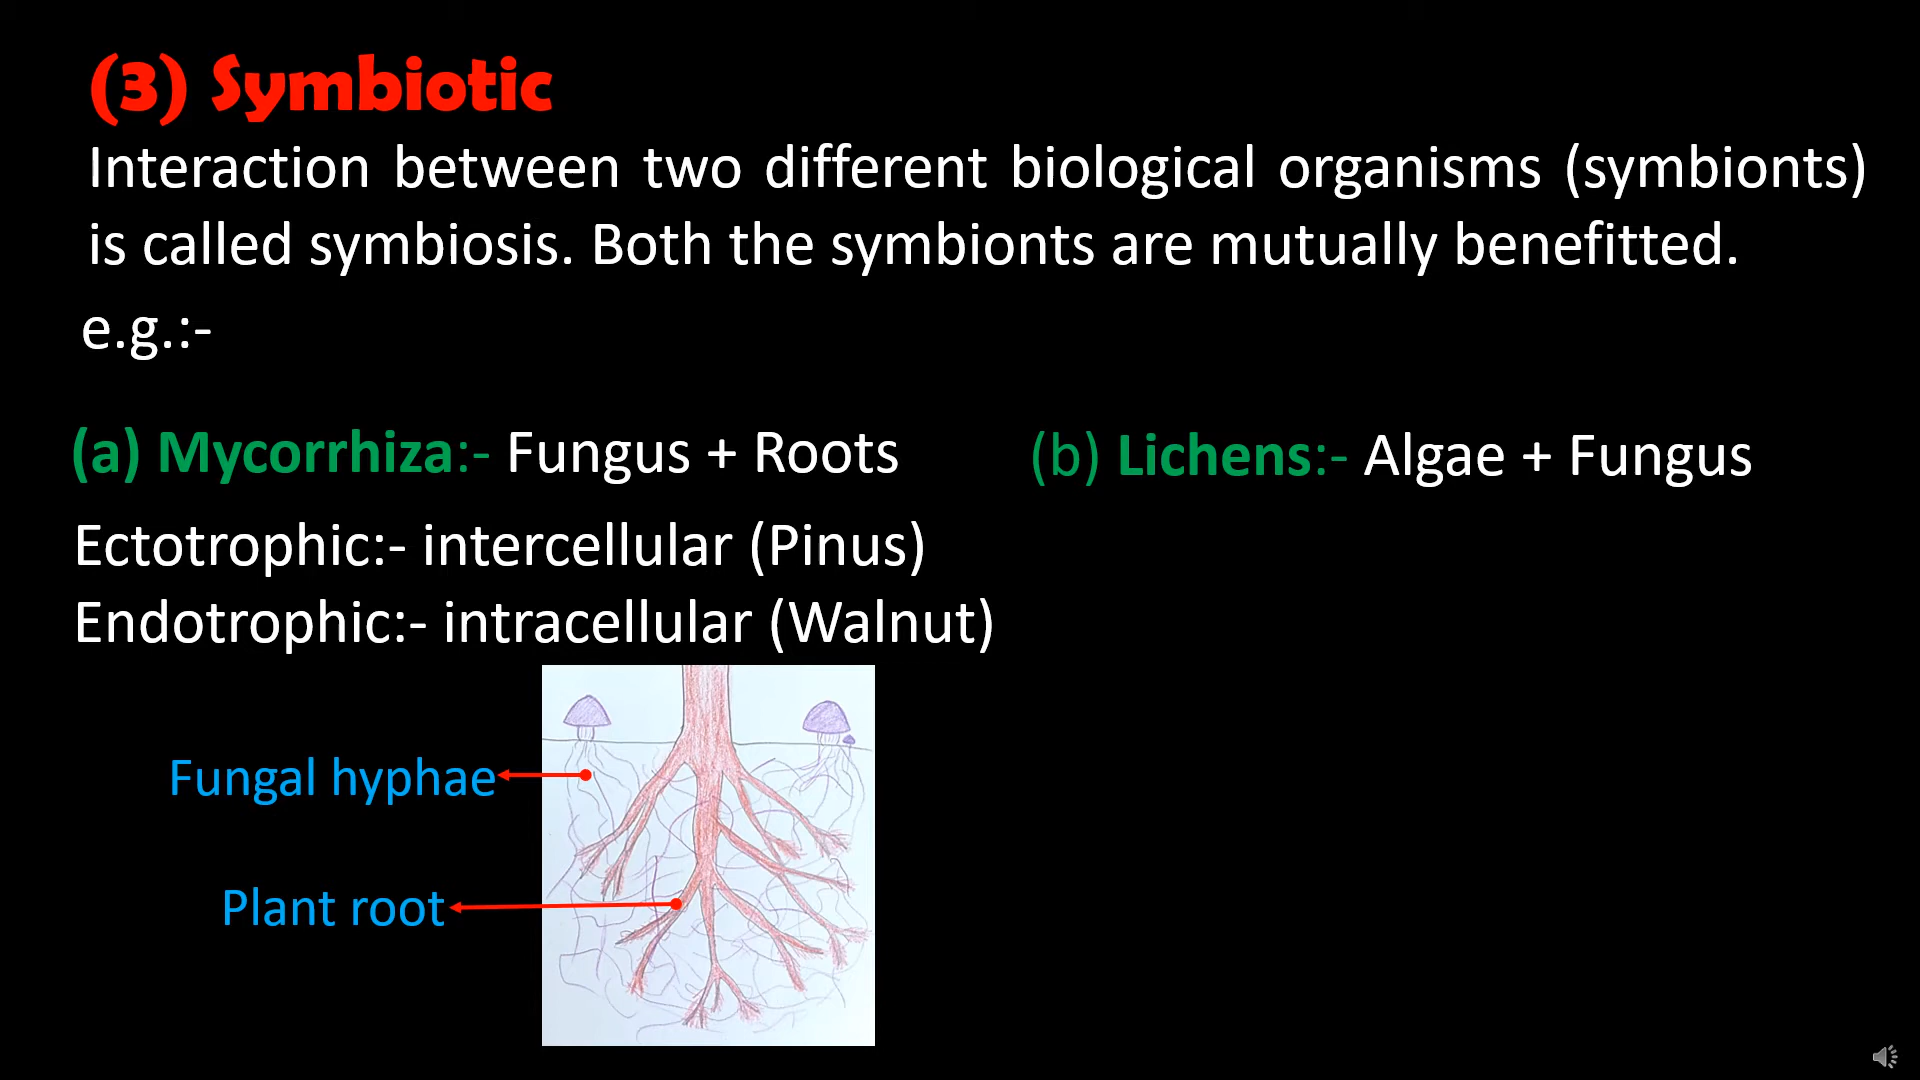 (3) Symbiotic
Interaction between two different biological organisms (symbionts)
is called symbiosis. Both the symbionts are mutually benefitted.
e.g.:-
(a) Mycorrhiza:- Fungus + Roots
Ectotrophic:- intercellular (Pinus)
Endotrophic:- intracellular (Walnut)
Fungal hyphae
Plant root
(b) Lichens:- Algae + Fungus